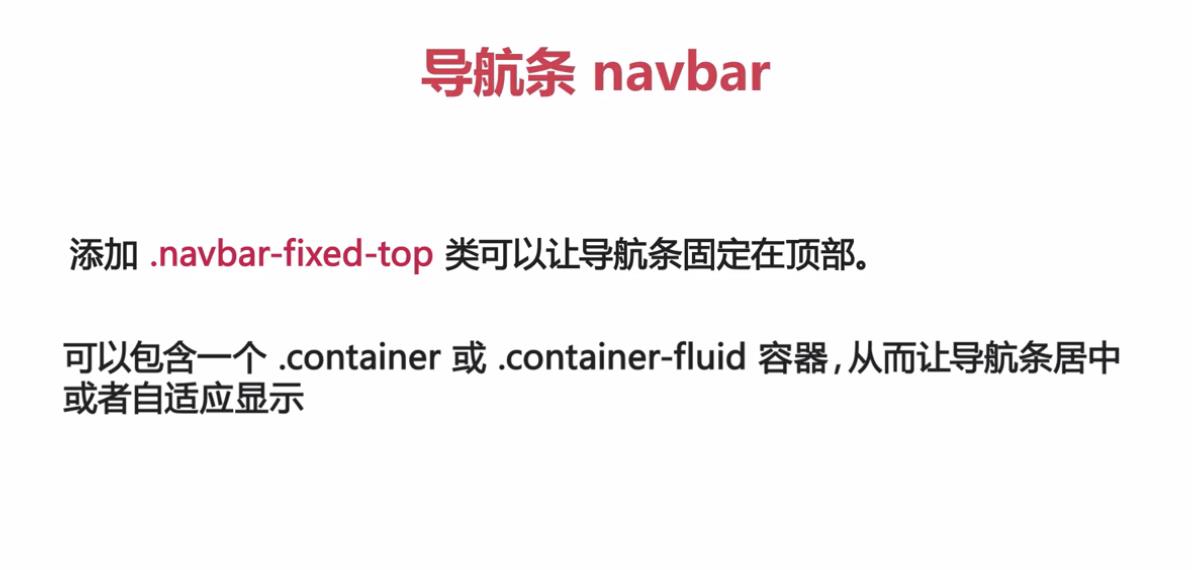 导航条 navbar
添加 .navbar-fixed-top 类可以让导航条固定在顶部。
可以包含一个 .container 或 .container-fluid 容器，从而让导航条居中
或者自适应显示